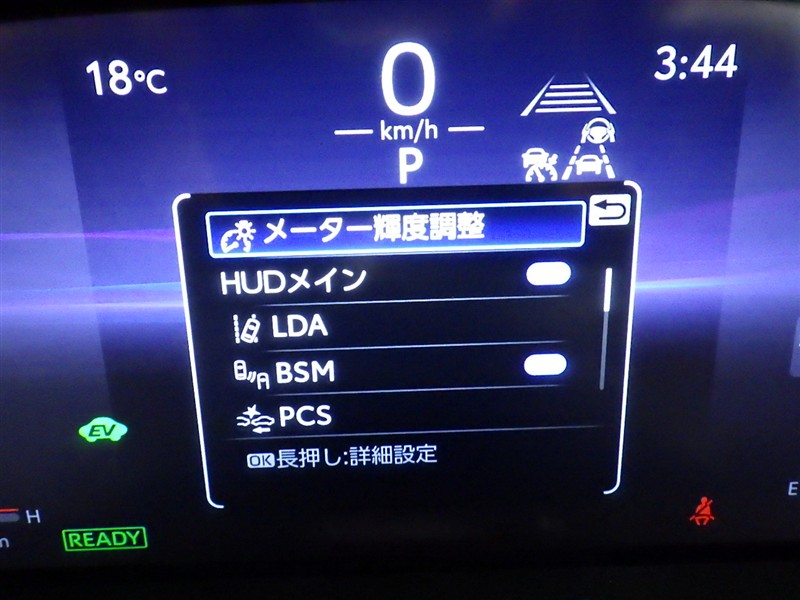 18℃
0
3:44
km/h
P
メーター輝度調整
HUDメイン
LDA
BSM
PCS
OK長押し:詳細設定
EV
H
READY
E